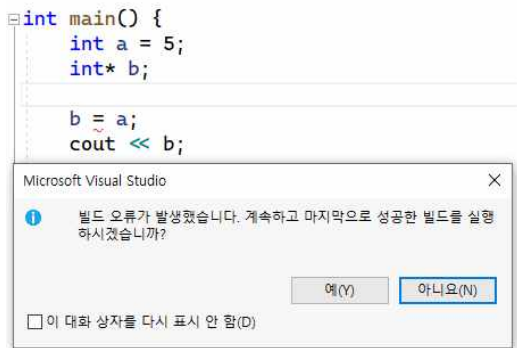 int main() {
int a = 5;
int* b;
b = a;
cout << b;
Microsoft Visual Studio
빌드 오류가 발생했습니다. 계속하고 마지막으로 성공한 빌드를 실행
하시겠습니까?
예(Y)
아니요(N)
이 대화 상자를 다시 표시 안 함(D)